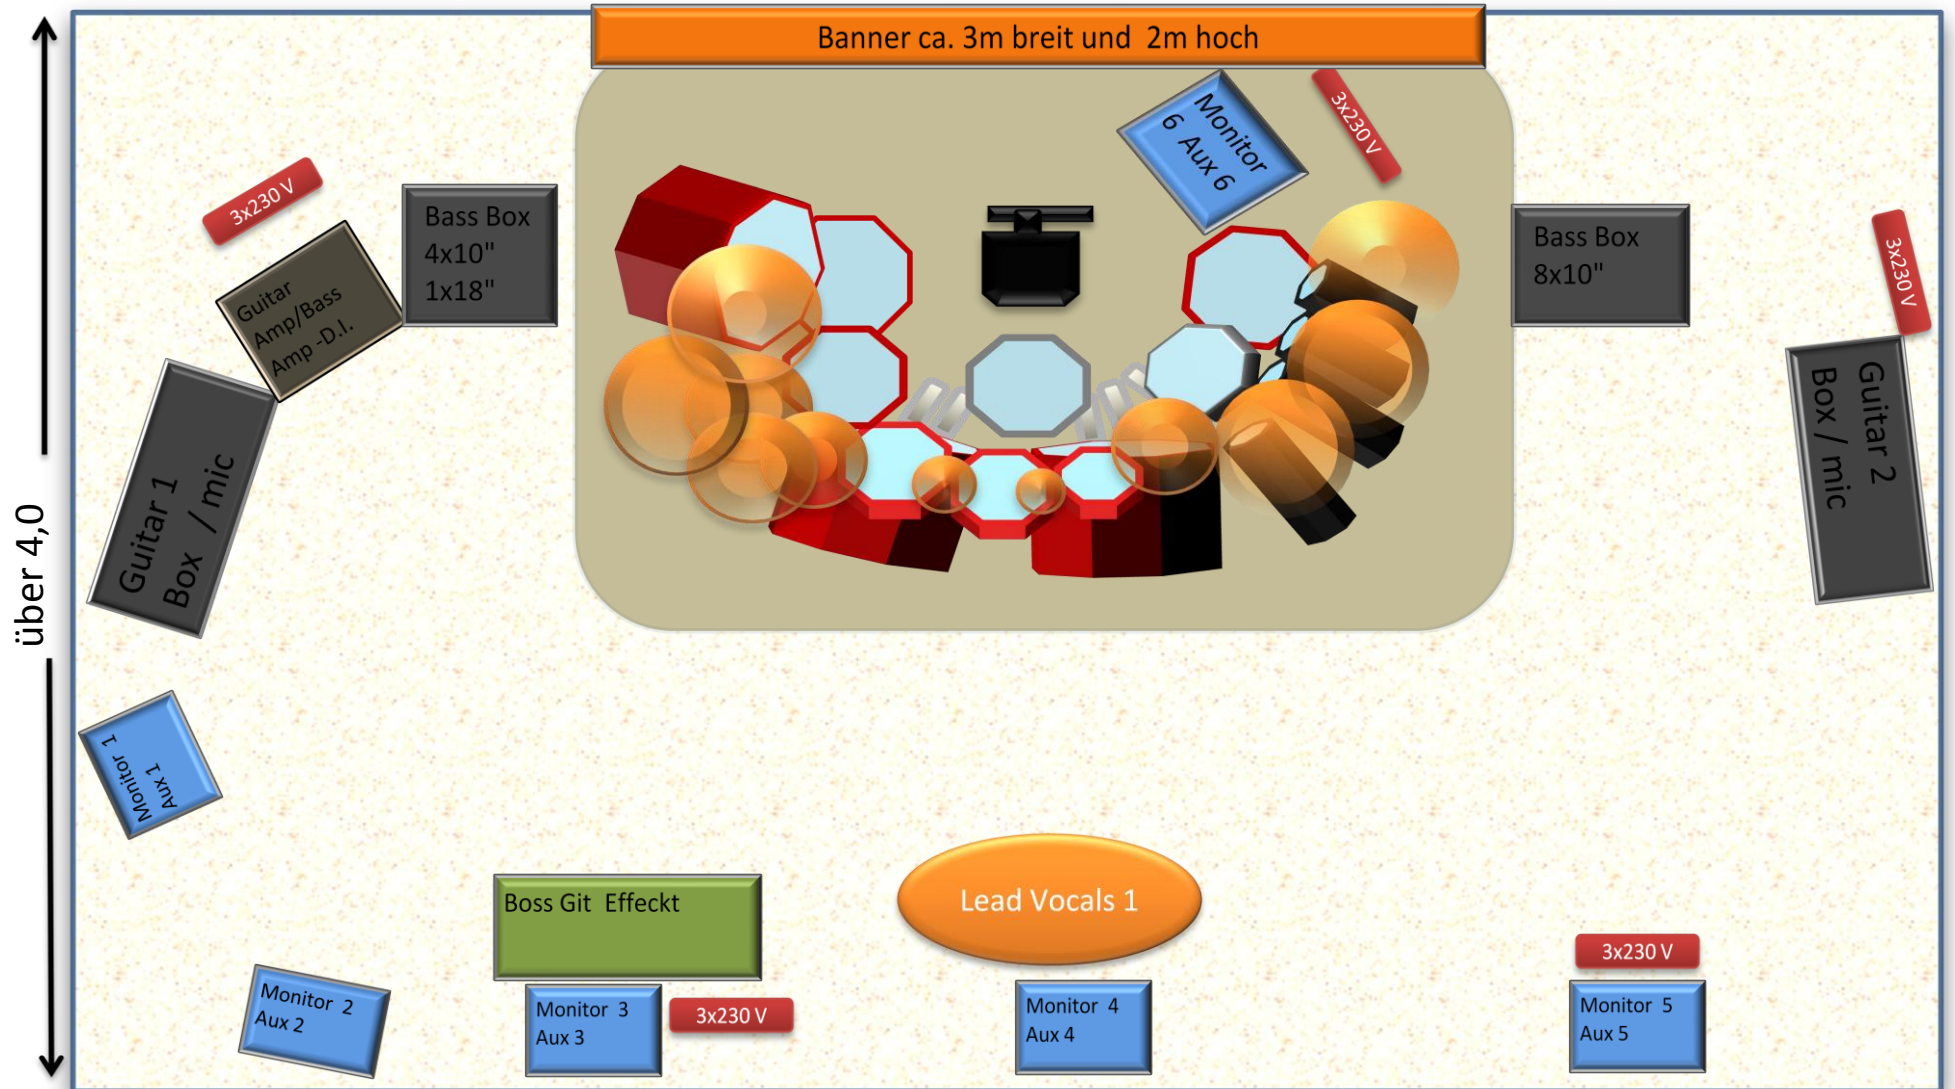 Banner ca. 3m breit und 2m hoch
Monitor
6 Aux 6
3x230 V
3x230 V
Bass Box
4x10"
1x18"
Bass Box
8x10"
3x230 V
Guitar
Amp/Bass
Amp -D.I.
Guitar 1
Box / mic
Guitar 2
Box / mic
über 4,0
Monitor 1
Aux 1
Boss Git Effeckt
Lead Vocals 1
3x230 V
Monitor 2
Aux 2
Monitor 3
Aux 3
3x230 V
Monitor 4
Aux 4
Monitor 5
Aux 5